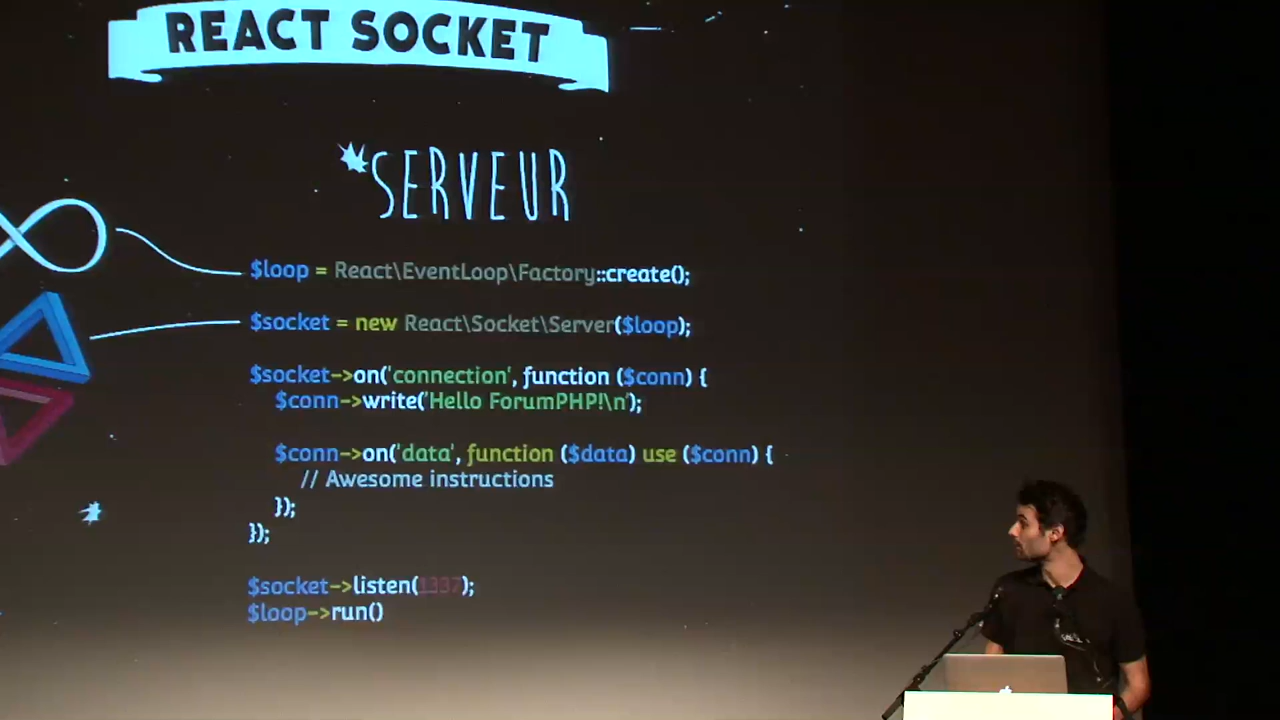 REACT SOCKET
*SERVEUR
$loop = React\EventLoop\Factory::create();
$socket = new React\Socket\Server($loop);
$socket->on('connection', function ($conn) {
$conn->write('Hello ForumPHP!\n');
$conn->on('data', function ($data) use ($conn) {
// Awesome instructions
});
});
$socket->listen(1337);
$loop->run()